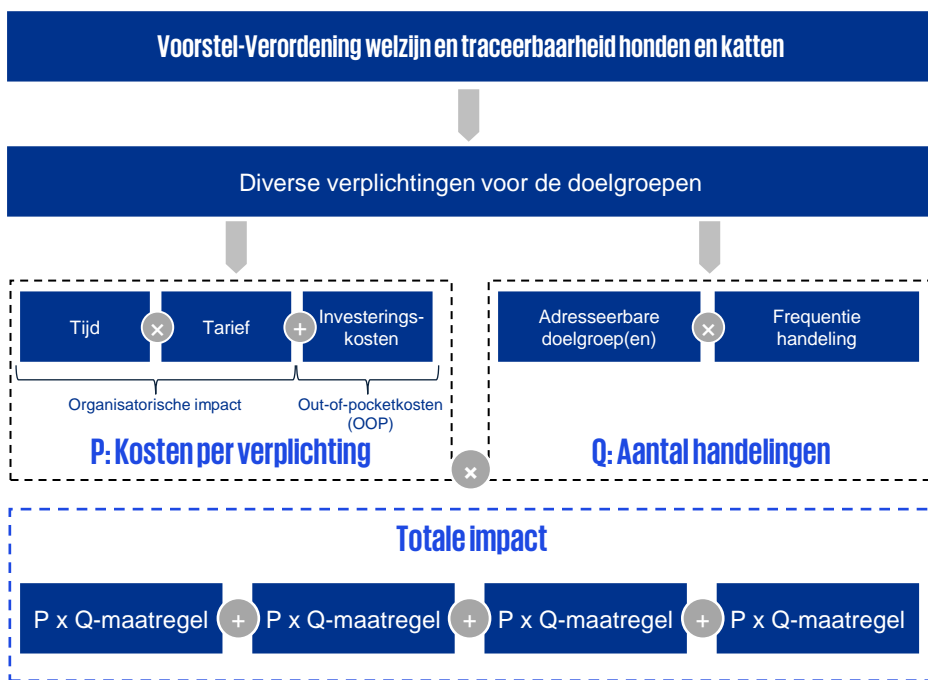 Voorstel-Verordening welzijn en traceerbaarheid honden en katten
Diverse verplichtingen voor de doelgroepen
Tijd
×
Tarief
+
Investerings-
kosten
Organisatorische impact
Out-of-pocketkosten
(OOP)
P: Kosten per verplichting
×
Adresseerbare
doelgroep(en)
×
Frequentie
handeling
Q: Aantal handelingen
Totale impact
P x Q-maatregel + P x Q-maatregel + P x Q-maatregel + P x Q-maatregel